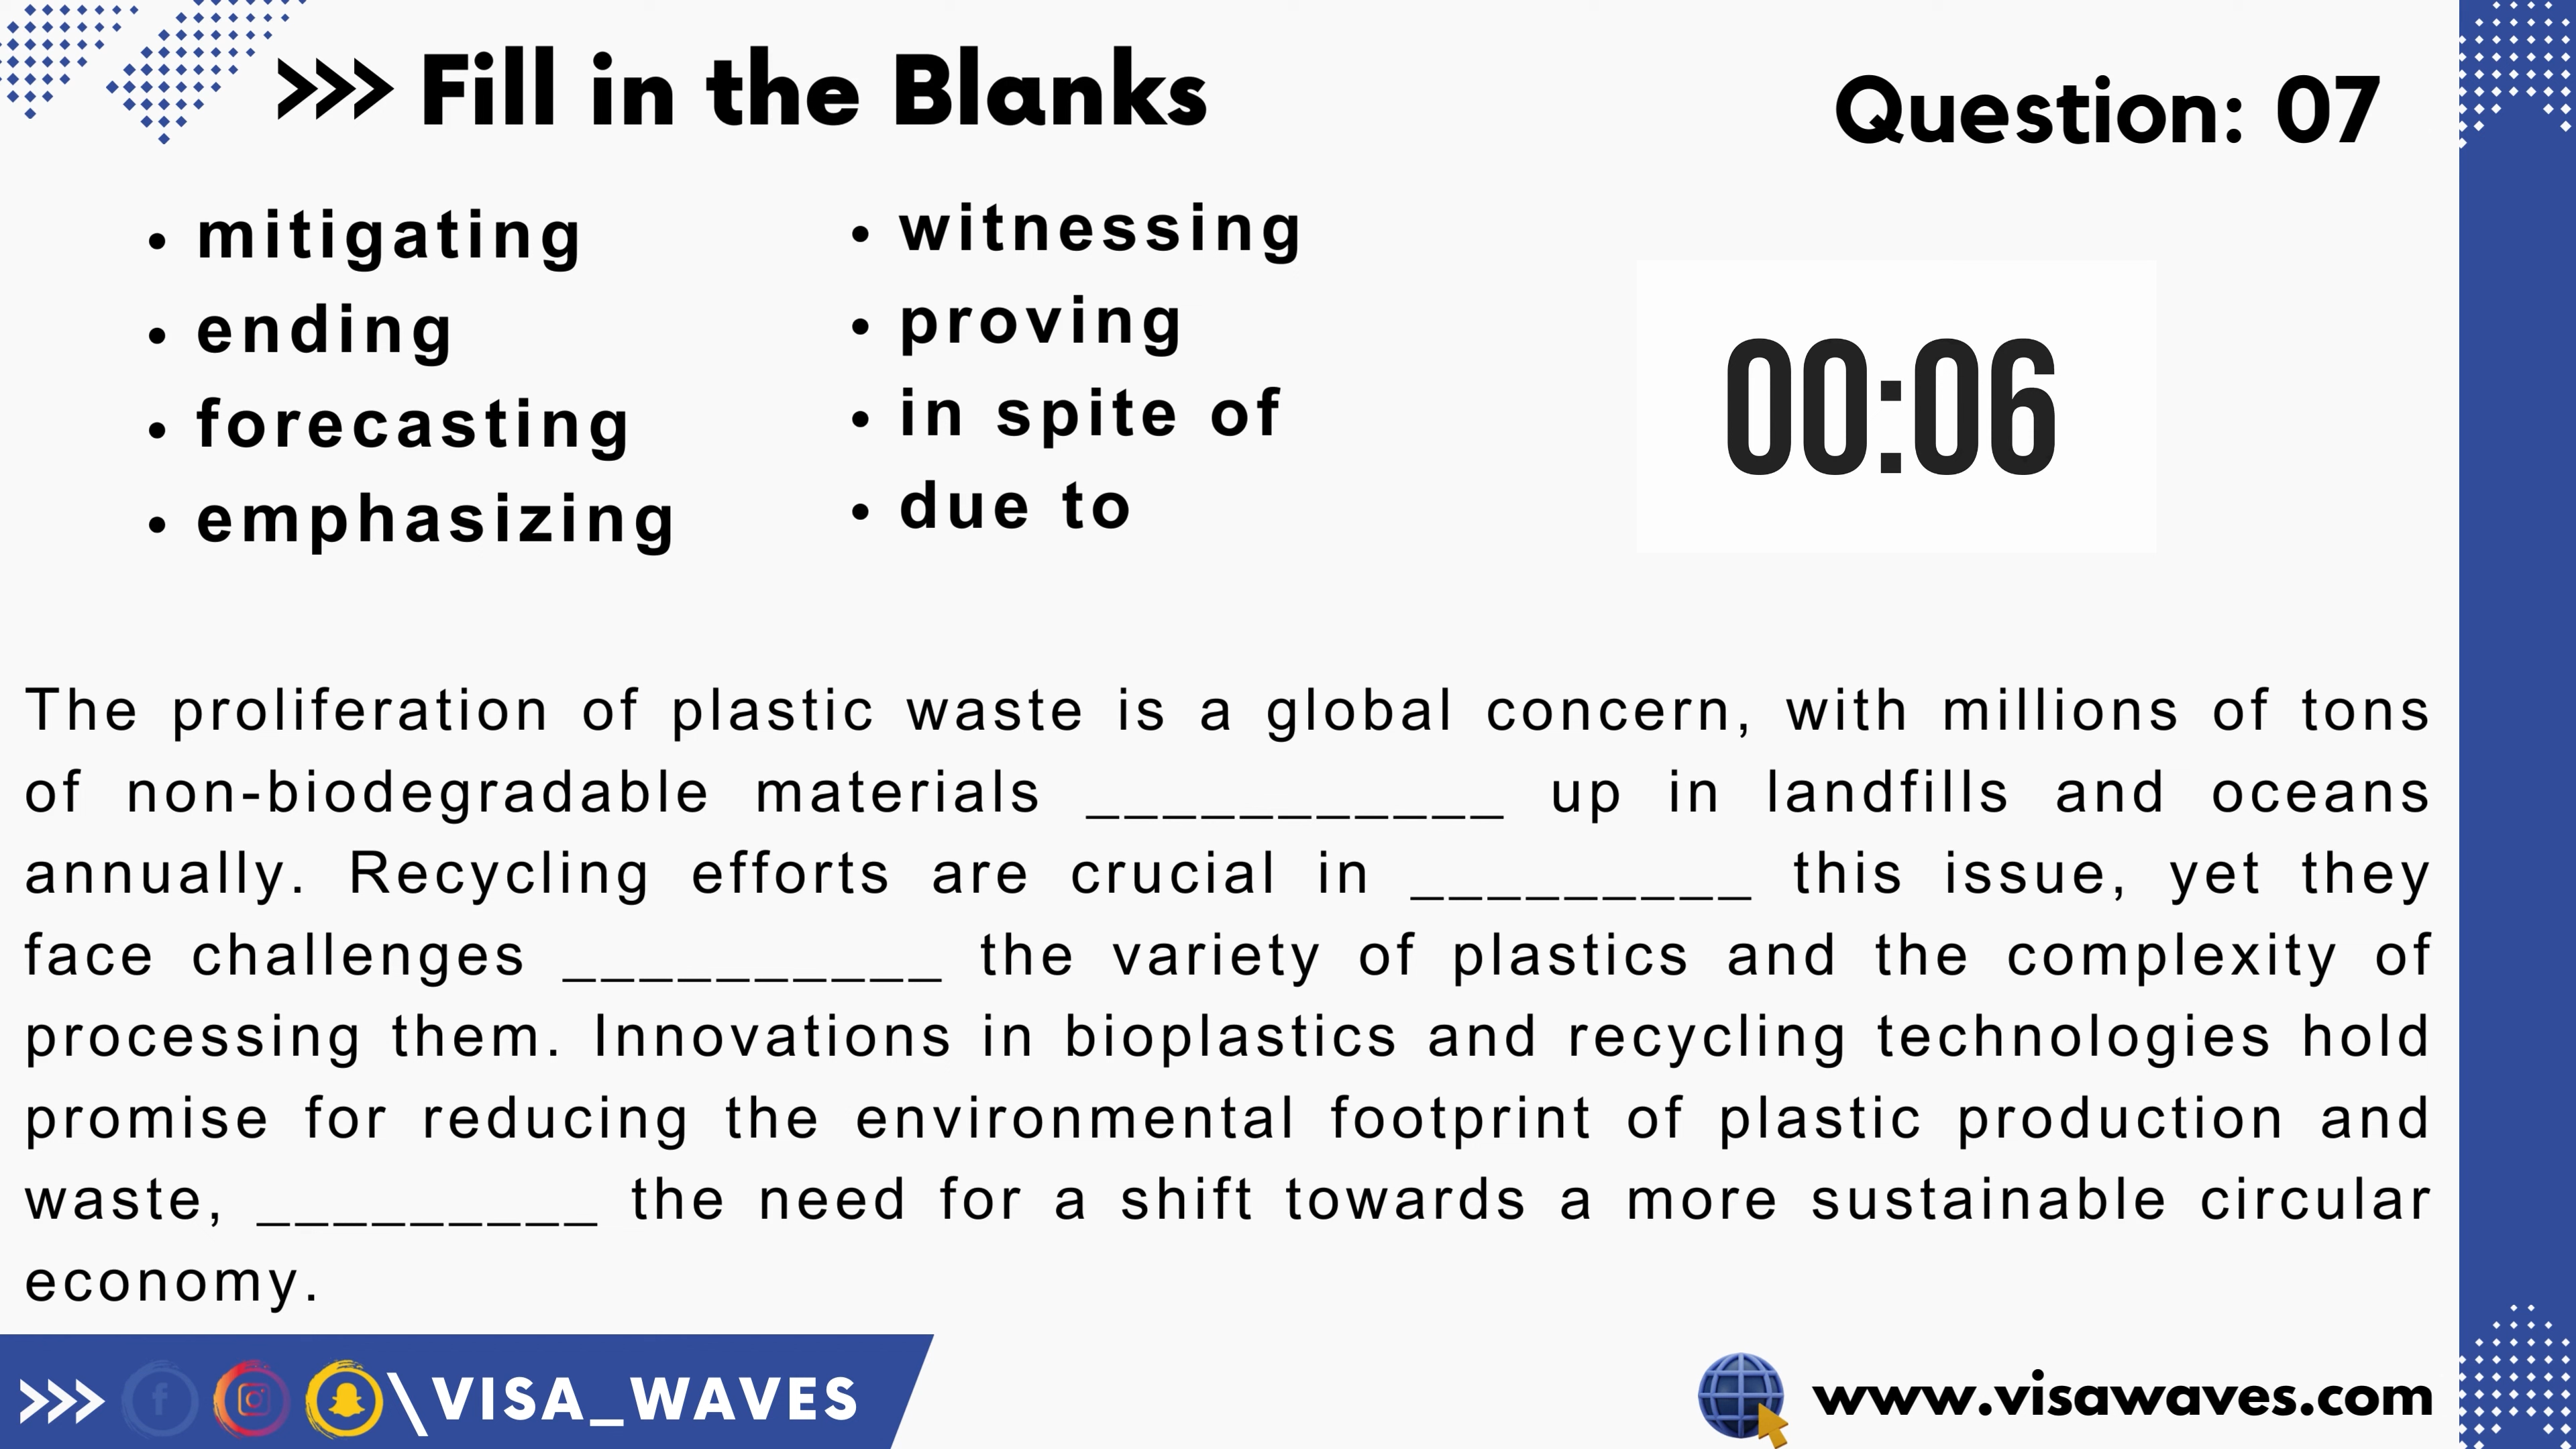 >>> Fill in the Blanks
Question: 07
• mitigating
• ending
• forecasting
• emphasizing
• witnessing
• proving
• in spite of
• due to
00:06
The proliferation of plastic waste is a global concern, with millions of tons
of non-biodegradable materials ___________ up in landfills and oceans
annually. Recycling efforts are crucial in _________ this issue, yet they
face challenges __________ the variety of plastics and the complexity of
processing them. Innovations in bioplastics and recycling technologies hold
promise for reducing the environmental footprint of plastic production and
waste, _________ the need for a shift towards a more sustainable circular
economy.
>>> \VISA_WAVES
www.visawaves.com